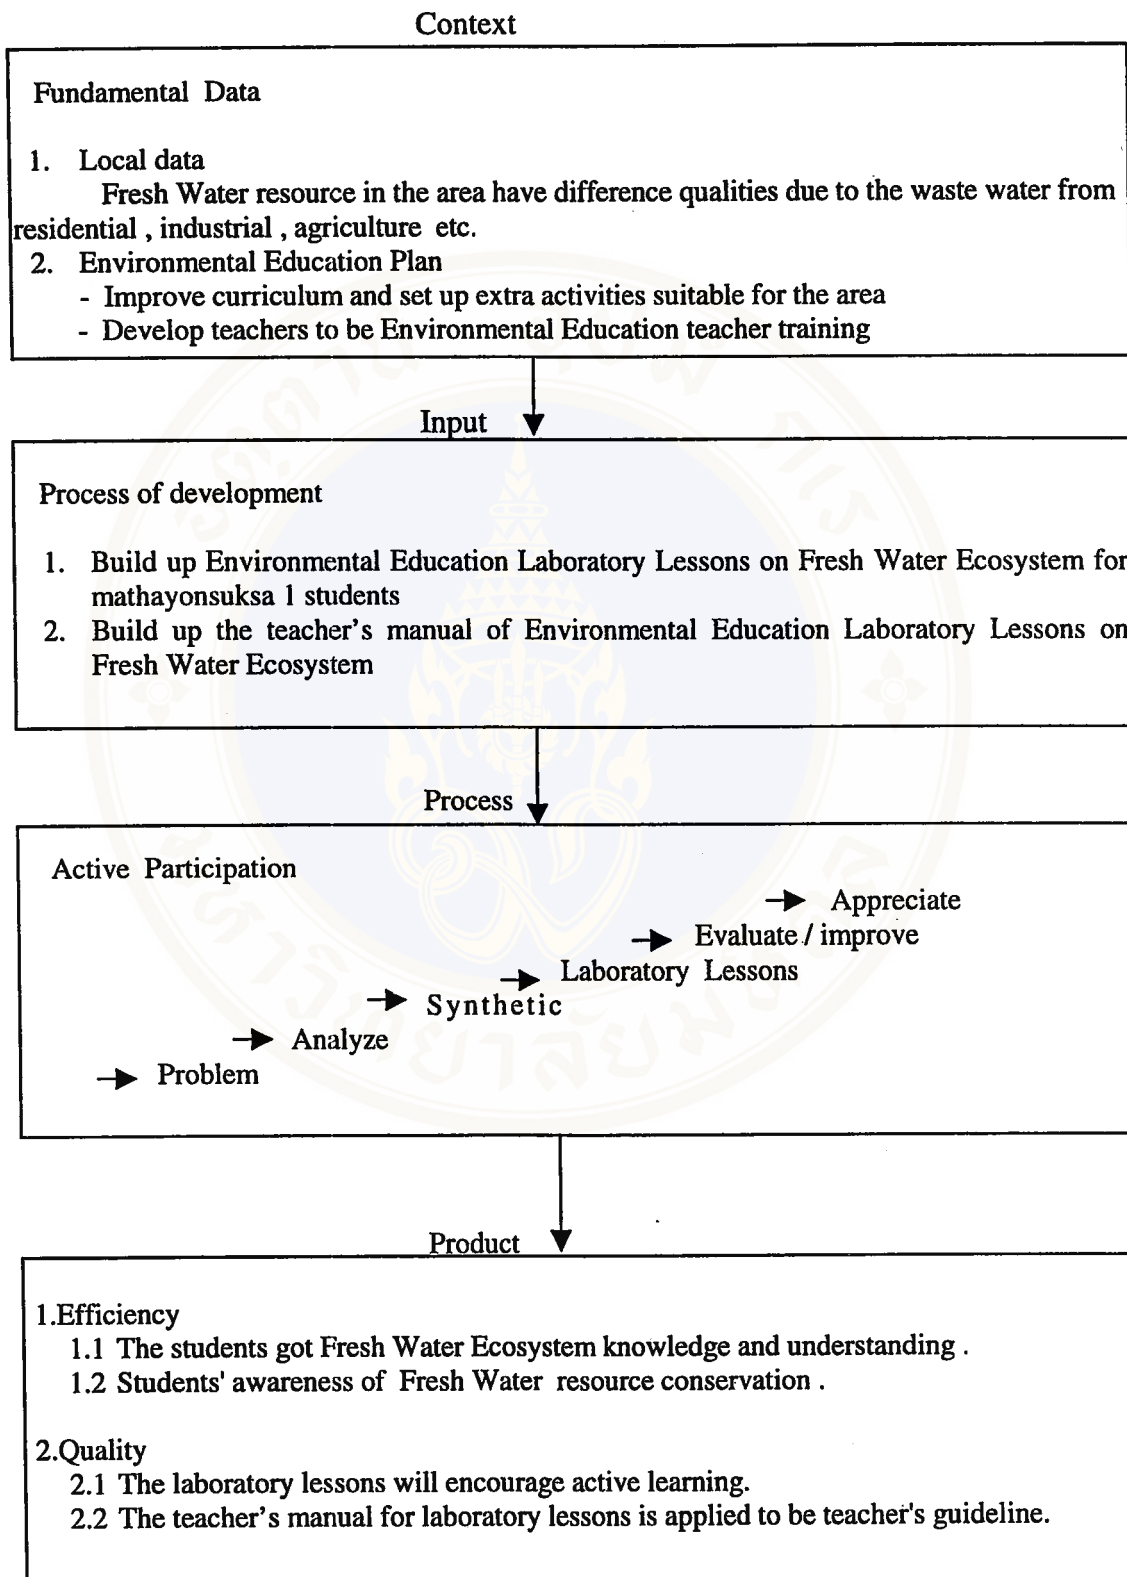 Context
Fundamental Data
1. Local data
Fresh Water resource in the area have difference qualities due to the waste water from
residential , industrial , agriculture etc.
2. Environmental Education Plan
- Improve curriculum and set up extra activities suitable for the area
- Develop teachers to be Environmental Education teacher training
Input
Process of development
1. Build up Environmental Education Laboratory Lessons on Fresh Water Ecosystem for
mathayonsuksa 1 students
2. Build up the teacher's manual of Environmental Education Laboratory Lessons on
Fresh Water Ecosystem
Process
Active Participation
Appreciate
Evaluate / improve
Laboratory Lessons
Synthetic
Analyze
Problem
Product
1.Efficiency
1.1 The students got Fresh Water Ecosystem knowledge and understanding .
1.2 Students' awareness of Fresh Water resource conservation .
2.Quality
2.1 The laboratory lessons will encourage active learning.
2.2 The teacher's manual for laboratory lessons is applied to be teacher's guideline.